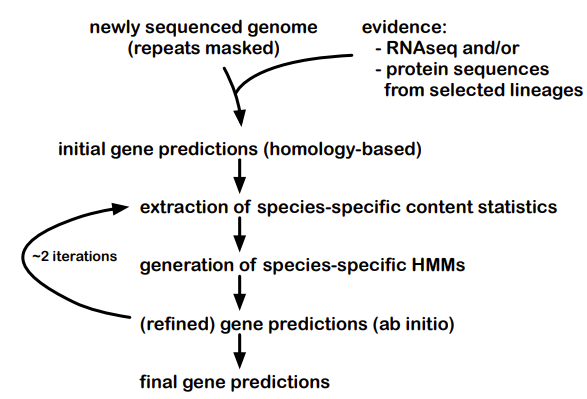 newly sequenced genome
(repeats masked)
evidence:
- RNAseq and/or
- protein sequences
from selected lineages
initial gene predictions (homology-based)
extraction of species-specific content statistics
~2 iterations
generation of species-specific HMMs
(refined) gene predictions (ab initio)
final gene predictions